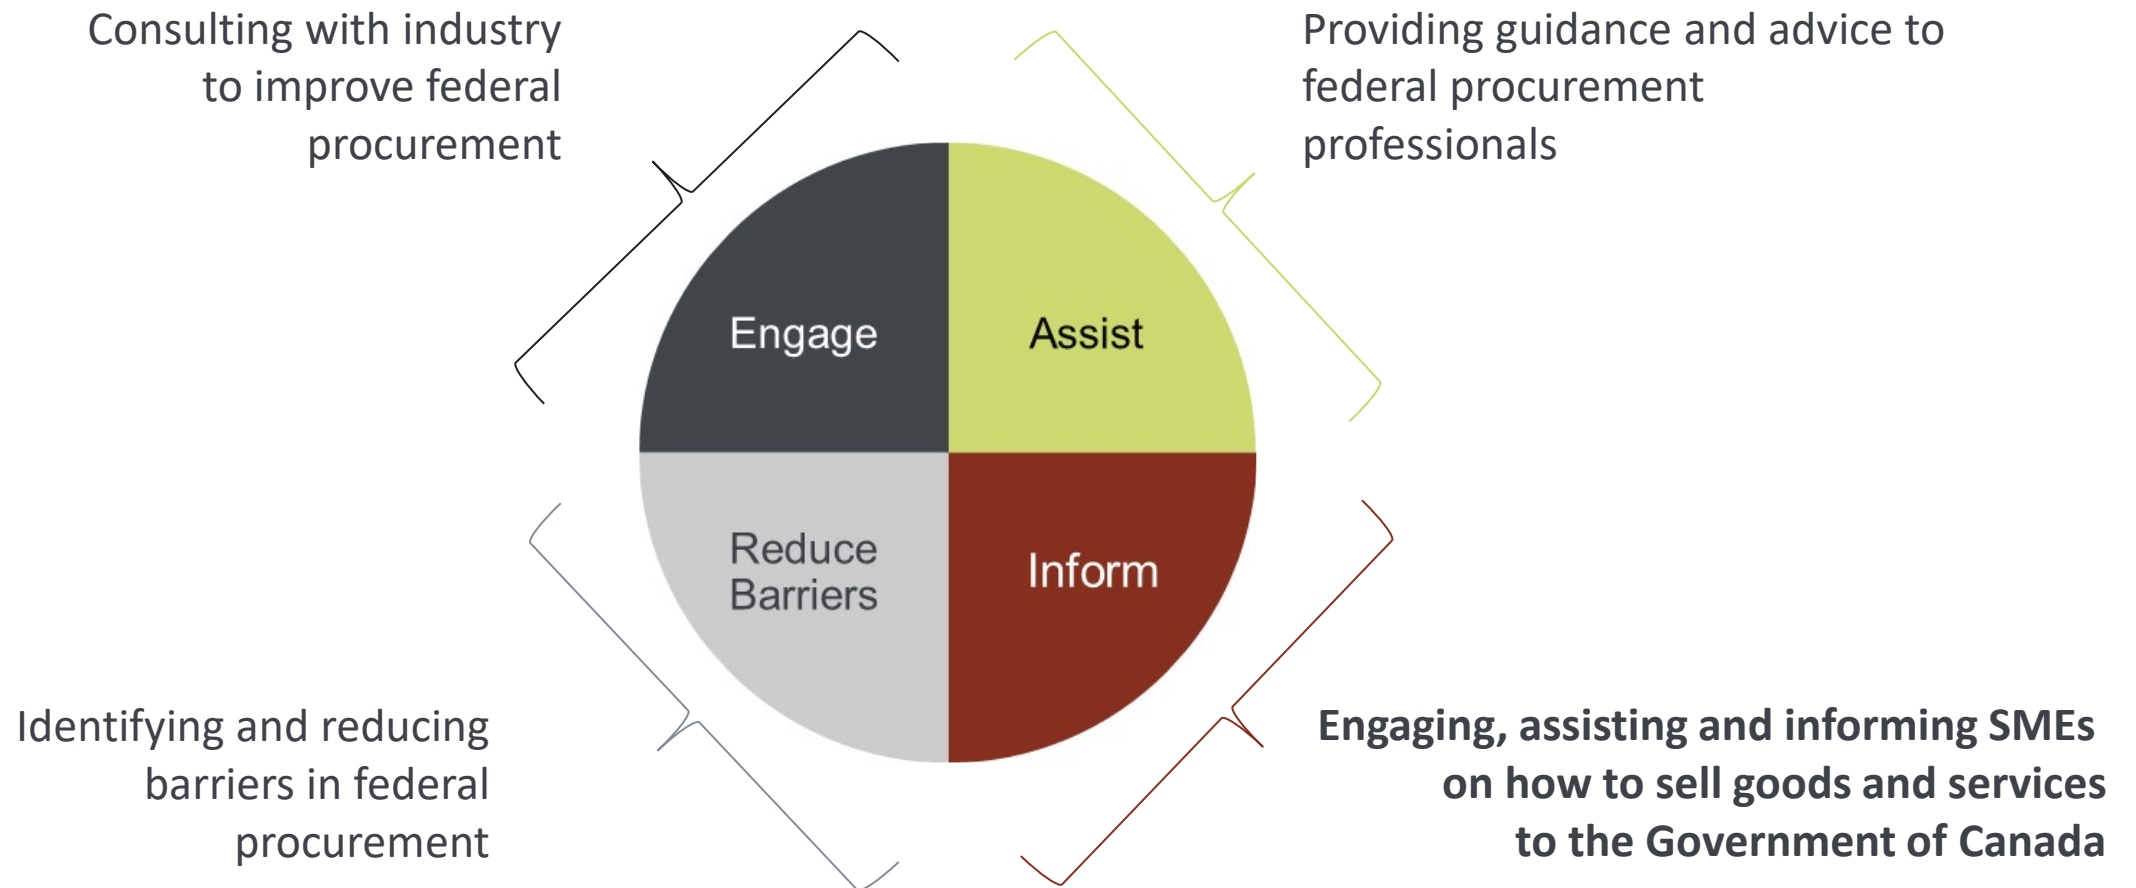 Consulting with industry
to improve federal
procurement
Providing guidance and advice to
federal procurement
professionals
Engage
Assist
Reduce
Barriers
Inform
Identifying and reducing
barriers in federal
procurement
Engaging, assisting and informing SMEs
on how to sell goods and services
to the Government of Canada